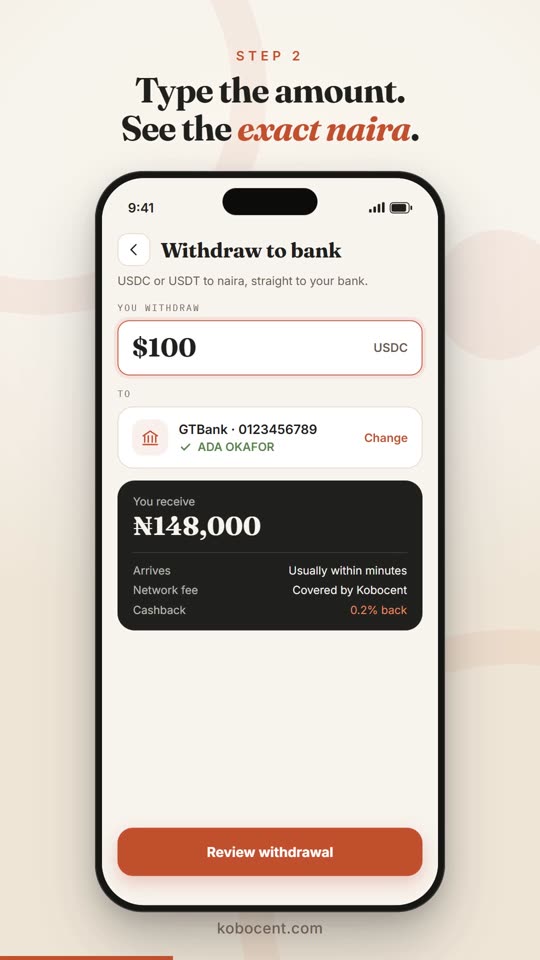 STEP 2
Type the amount.
See the exact naira.
9:41
Withdraw to bank
USDC or USDT to naira, straight to your bank.
YOU WITHDRAW
$100 USDC
TO
GTBank · 0123456789
ADA OKAFOR
Change
You receive
₦148,000
Arrives Usually within minutes
Network fee Covered by Kobocent
Cashback 0.2% back
Review withdrawal
kobocent.com